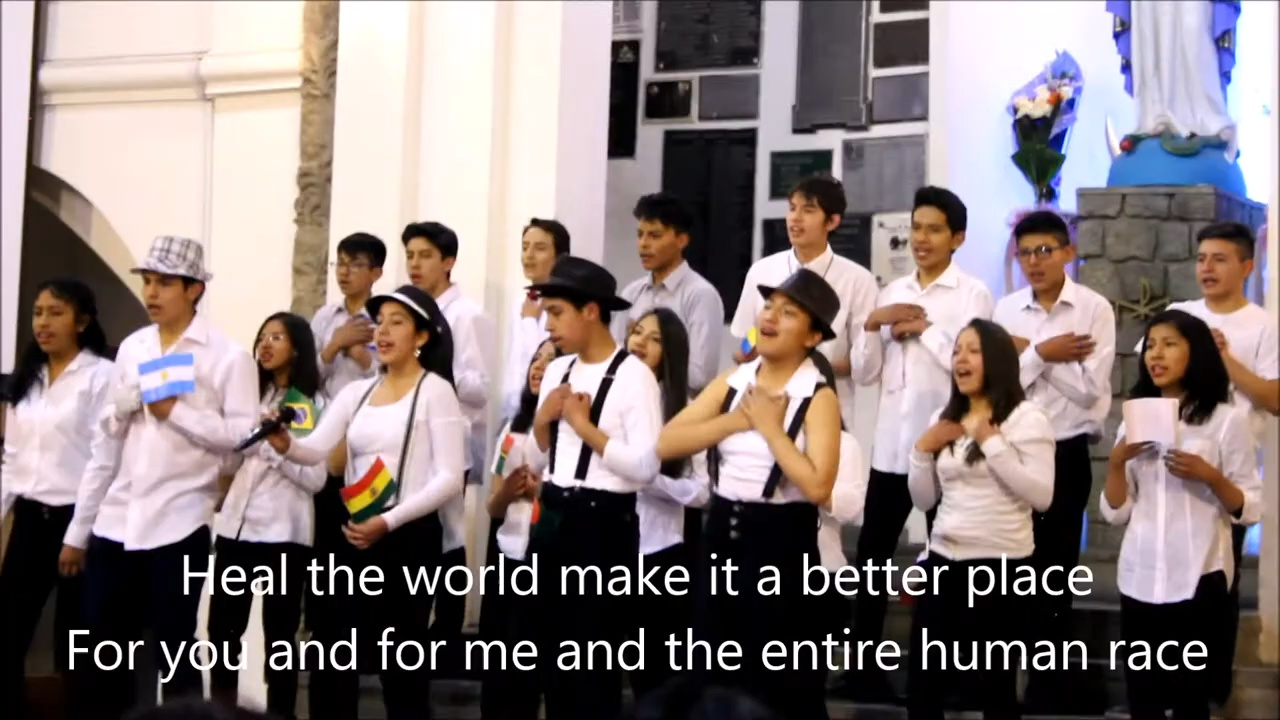 Heal the world make it a better place
For you and for me and the entire human race